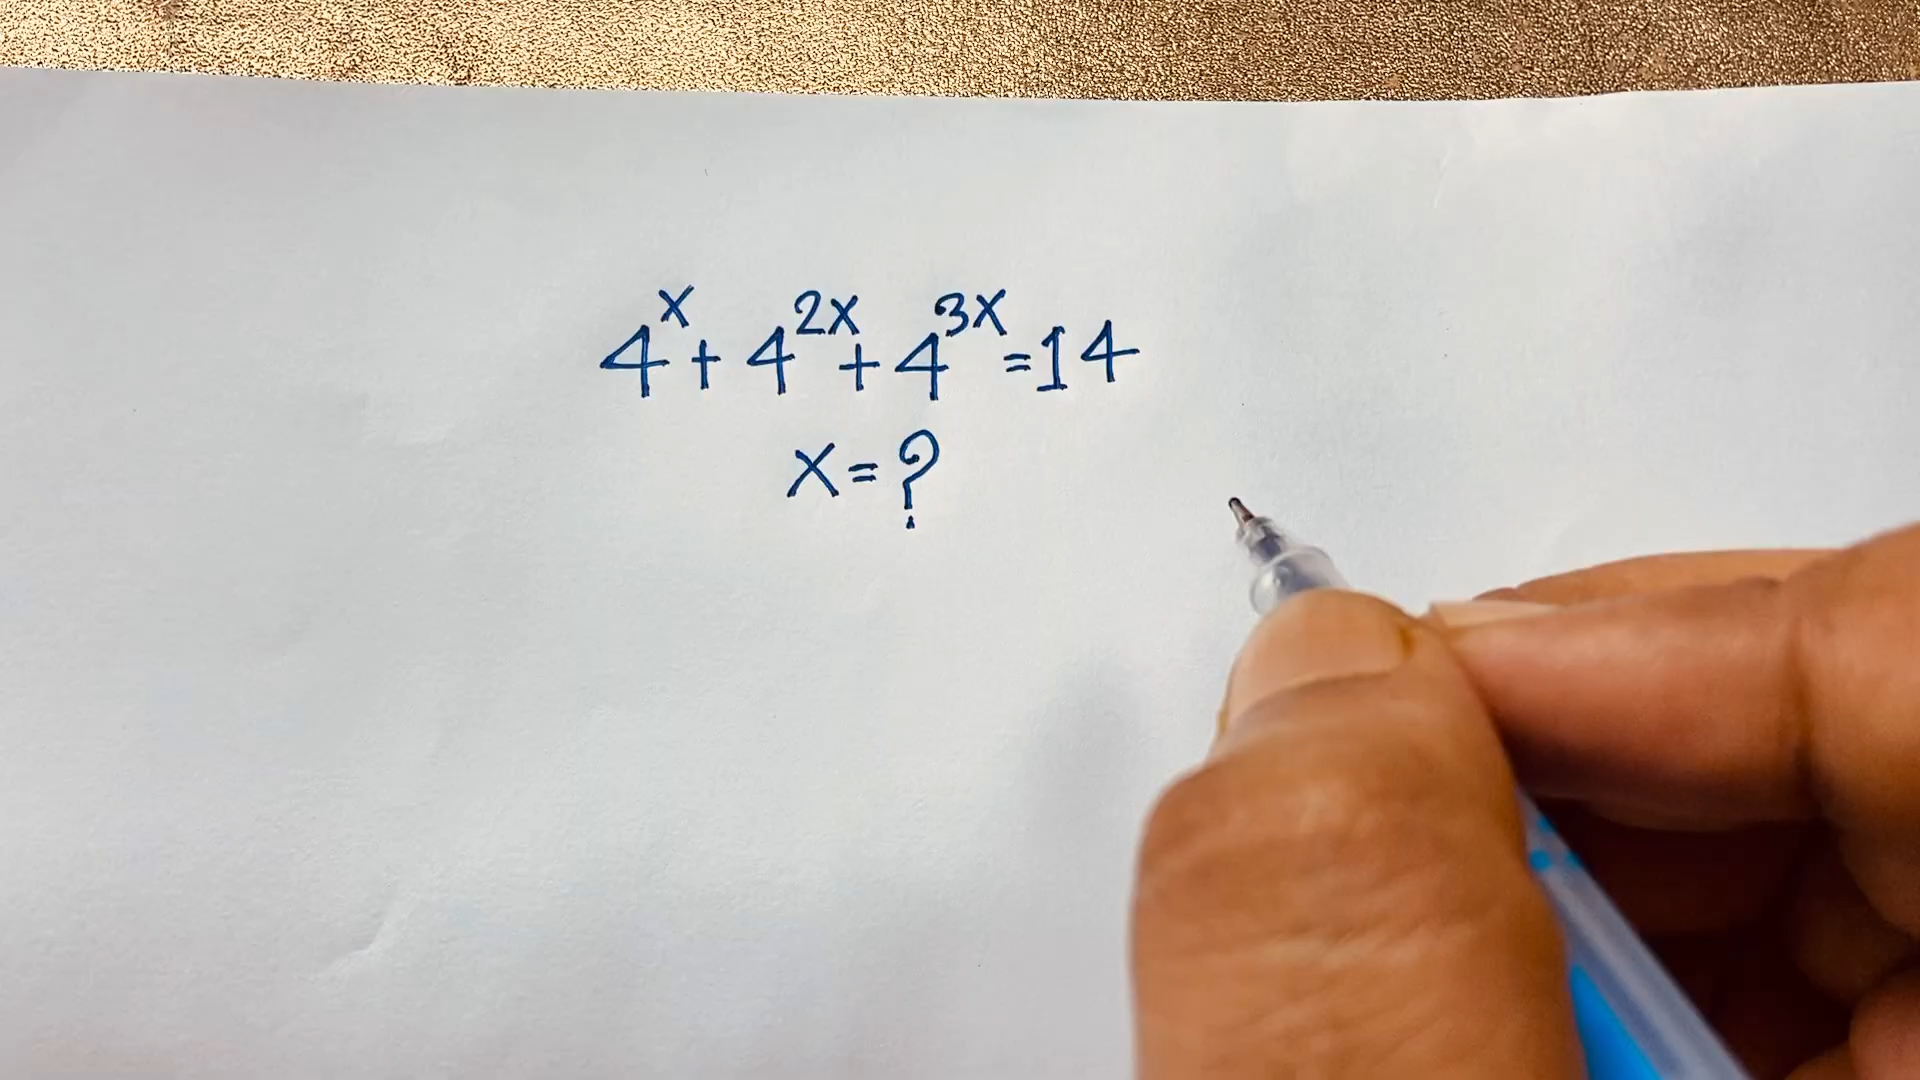 4^x + 4^{2x} + 4^{3x} = 14
x = ?